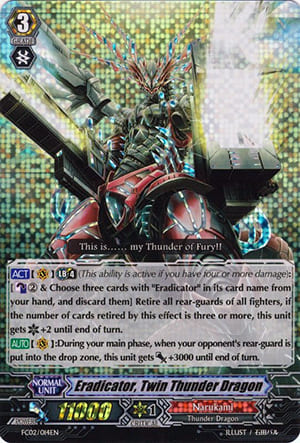 3
GRADE
This is...... my Thunder of Fury!!
ACT LB4 (This ability is active if you have four or more damage):
[② & Choose three cards with "Eradicator" in its card name from
your hand, and discard them] Retire all rear-guards of all fighters, if
the number of cards retired by this effect is three or more, this unit
gets +2 until end of turn.
AUTO :During your main phase, when your opponent's rear-guard is
put into the drop zone, this unit gets +3000 until end of turn.
NORMAL UNIT
Eradicator, Twin Thunder Dragon
POWER 11000 1 CRITICAL
Narukami
Thunder Dragon
FC02/014EN
ILLUST